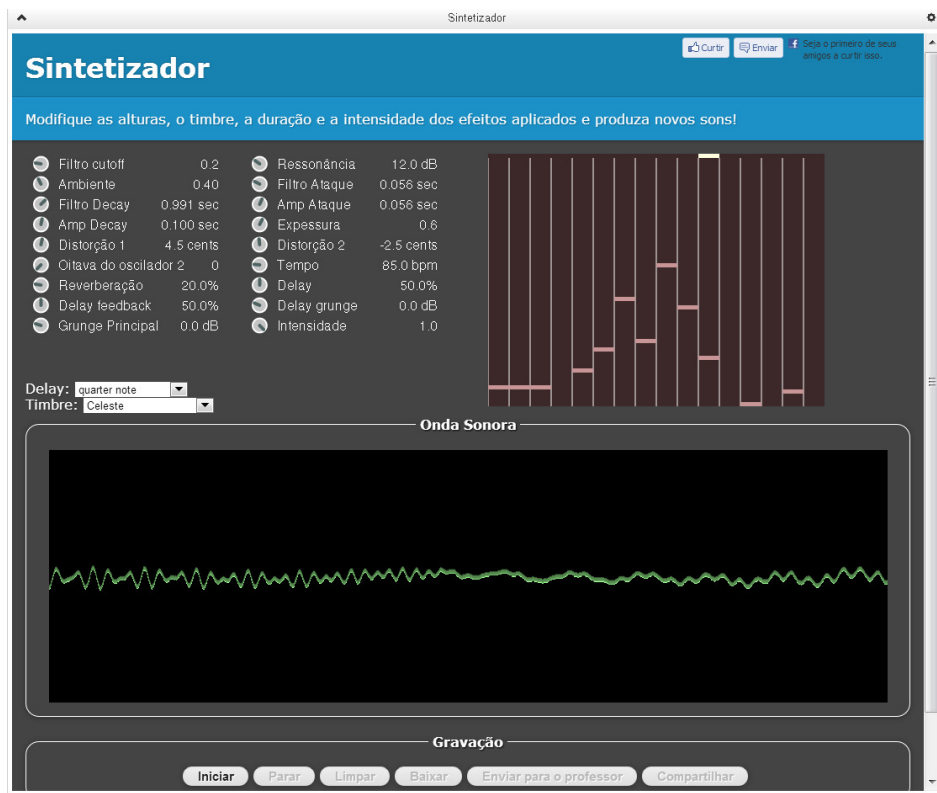 Sintetizador
Curtir Enviar Seja o primeiro de seus
amigos a curtir isso.
Sintetizador
Modifique as alturas, o timbre, a duração e a intensidade dos efeitos aplicados e produza novos sons!
Filtro cutoff 0.2 Ressonância 12.0 dB
Ambiente 0.40 Filtro Ataque 0.056 sec
Filtro Decay 0.991 sec Amp Ataque 0.056 sec
Amp Decay 0.100 sec Expessura 0.6
Distorção 1 4.5 cents Distorção 2 -2.5 cents
Oitava do oscilador 2 0 Tempo 85.0 bpm
Reverberação 20.0% Delay 50.0%
Delay feedback 50.0% Delay grunge 0.0 dB
Grunge Principal 0.0 dB Intensidade 1.0
Delay: quarter note
Timbre: Celeste
Onda Sonora
Gravação
Iniciar Parar Limpar Baixar Enviar para o professor Compartilhar